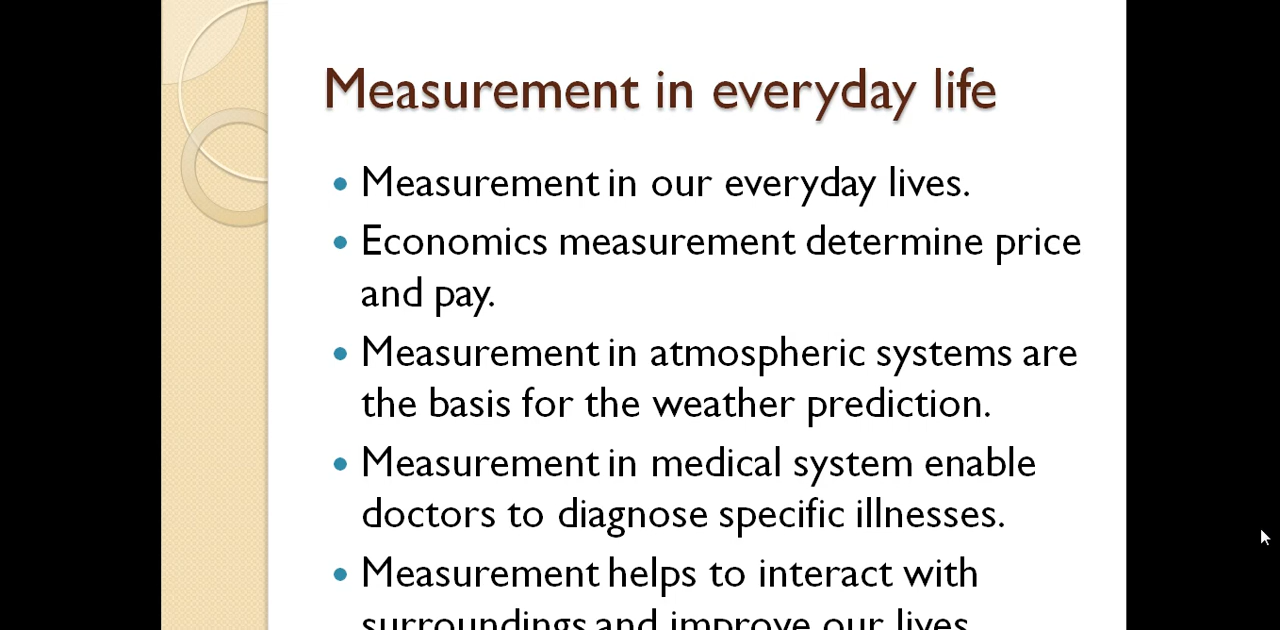 Measurement in everyday life
Measurement in our everyday lives.
Economics measurement determine price
and pay.
Measurement in atmospheric systems are
the basis for the weather prediction.
Measurement in medical system enable
doctors to diagnose specific illnesses.
Measurement helps to interact with
surroundings and improve our lives